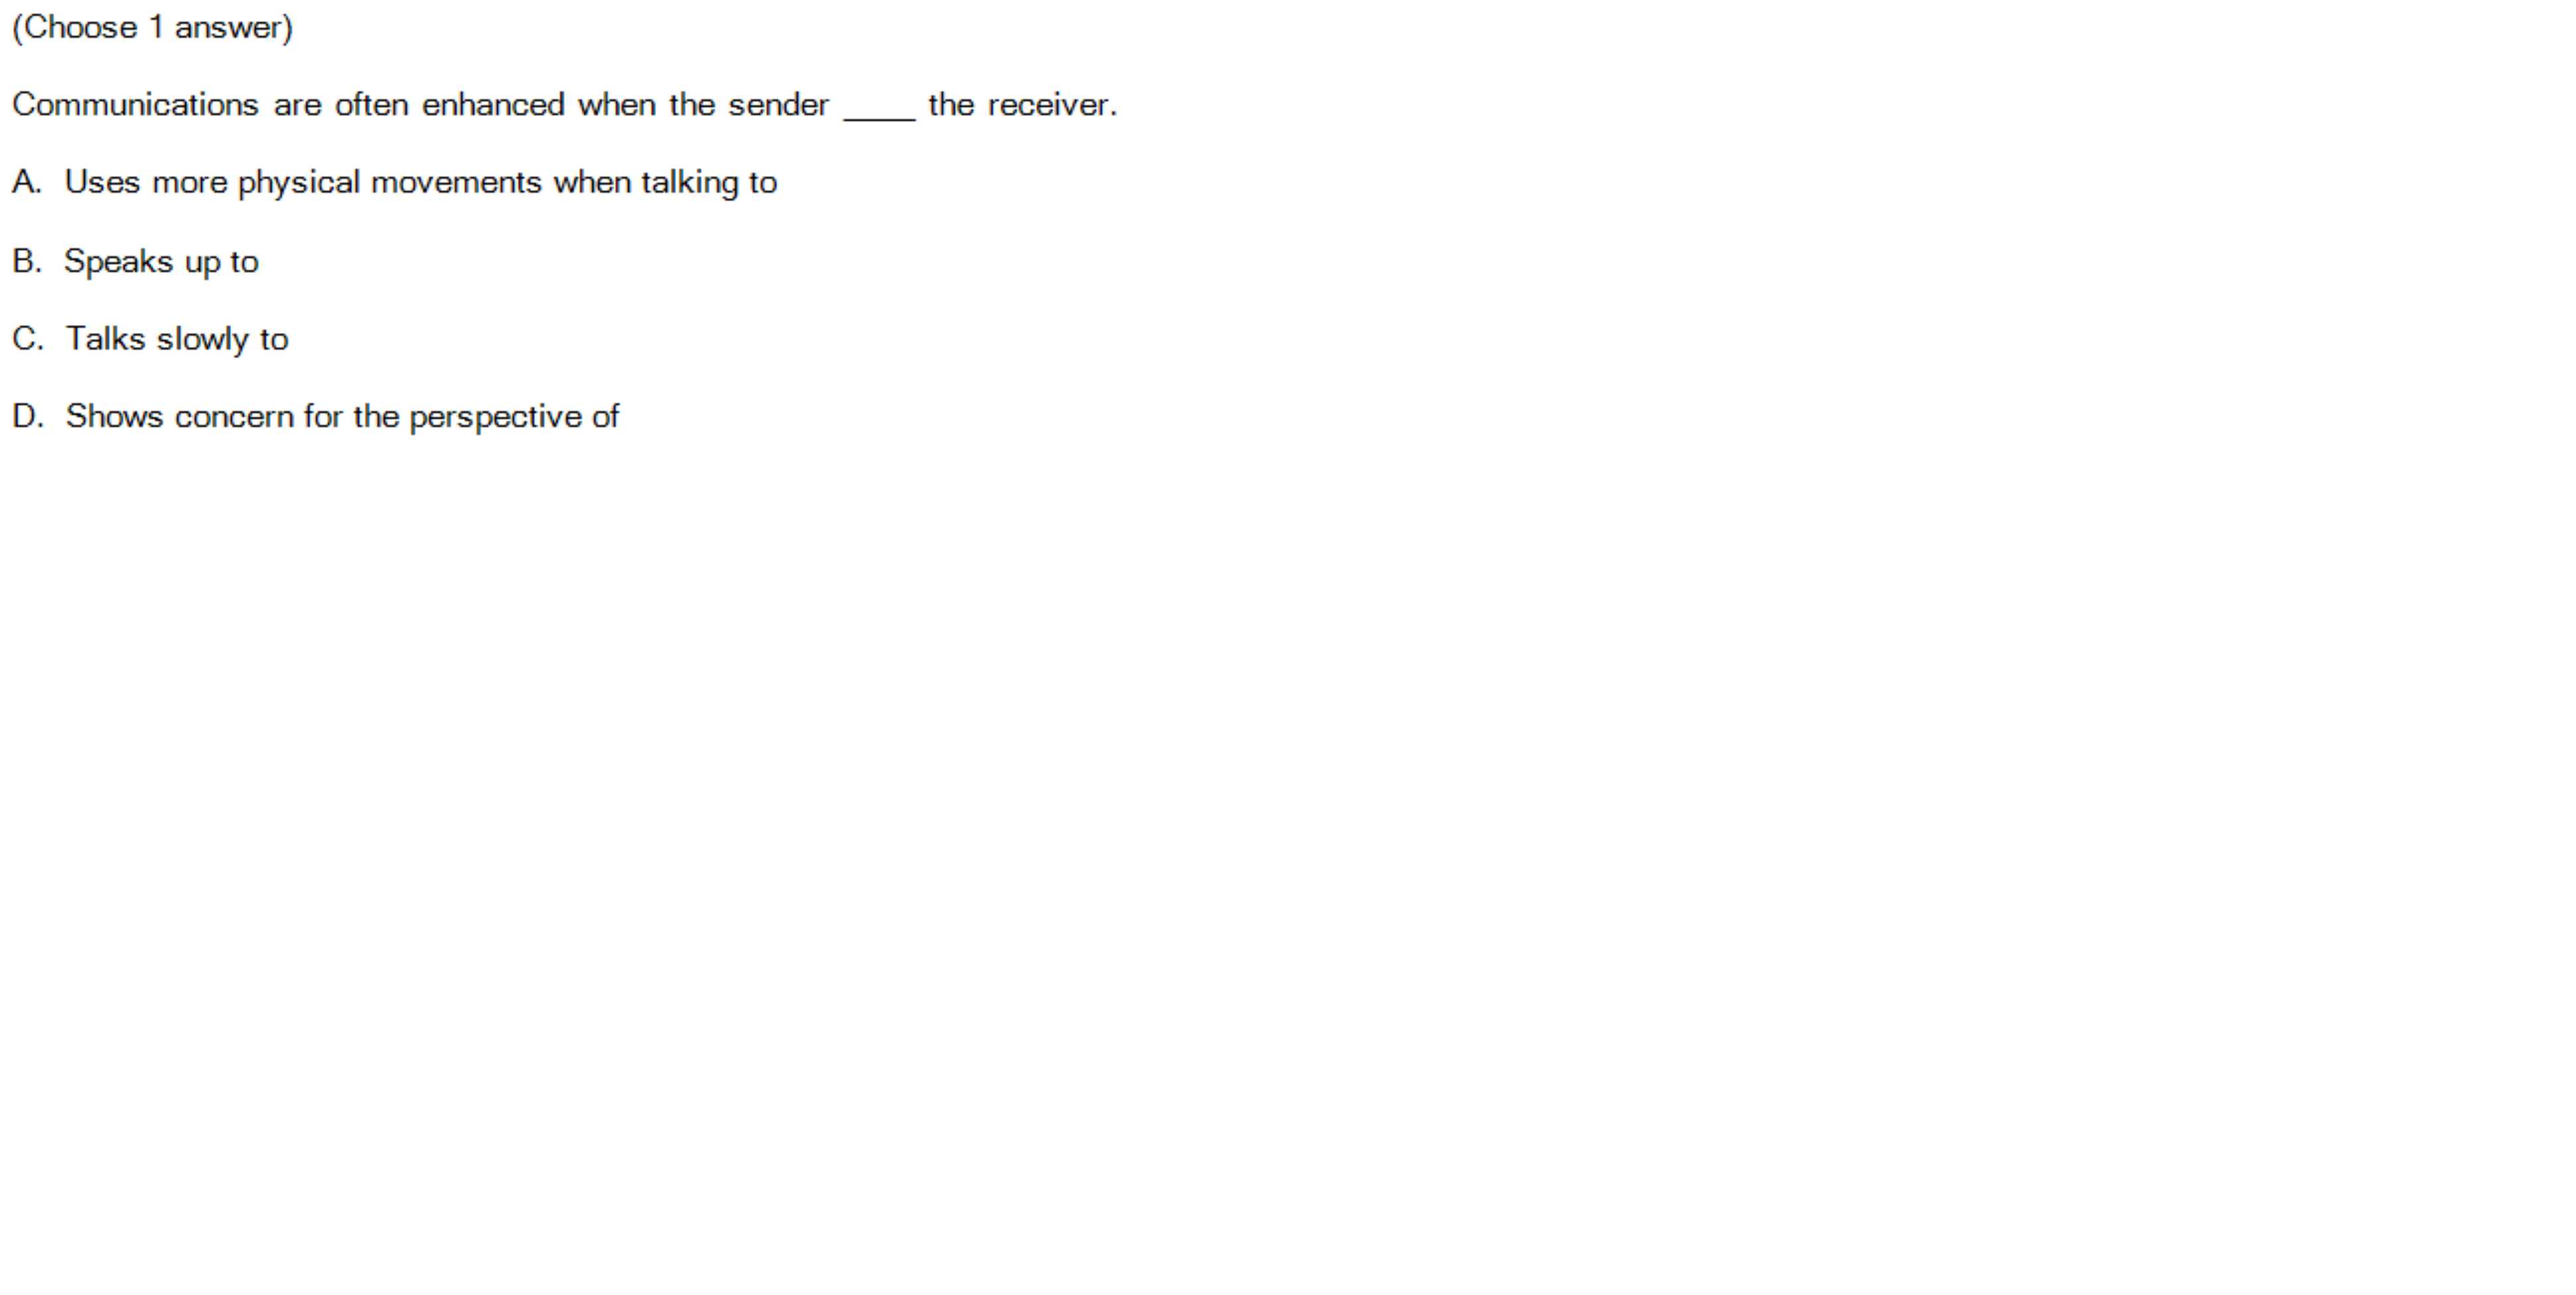 (Choose 1 answer)
Communications are often enhanced when the sender ____ the receiver.
A. Uses more physical movements when talking to
B. Speaks up to
C. Talks slowly to
D. Shows concern for the perspective of